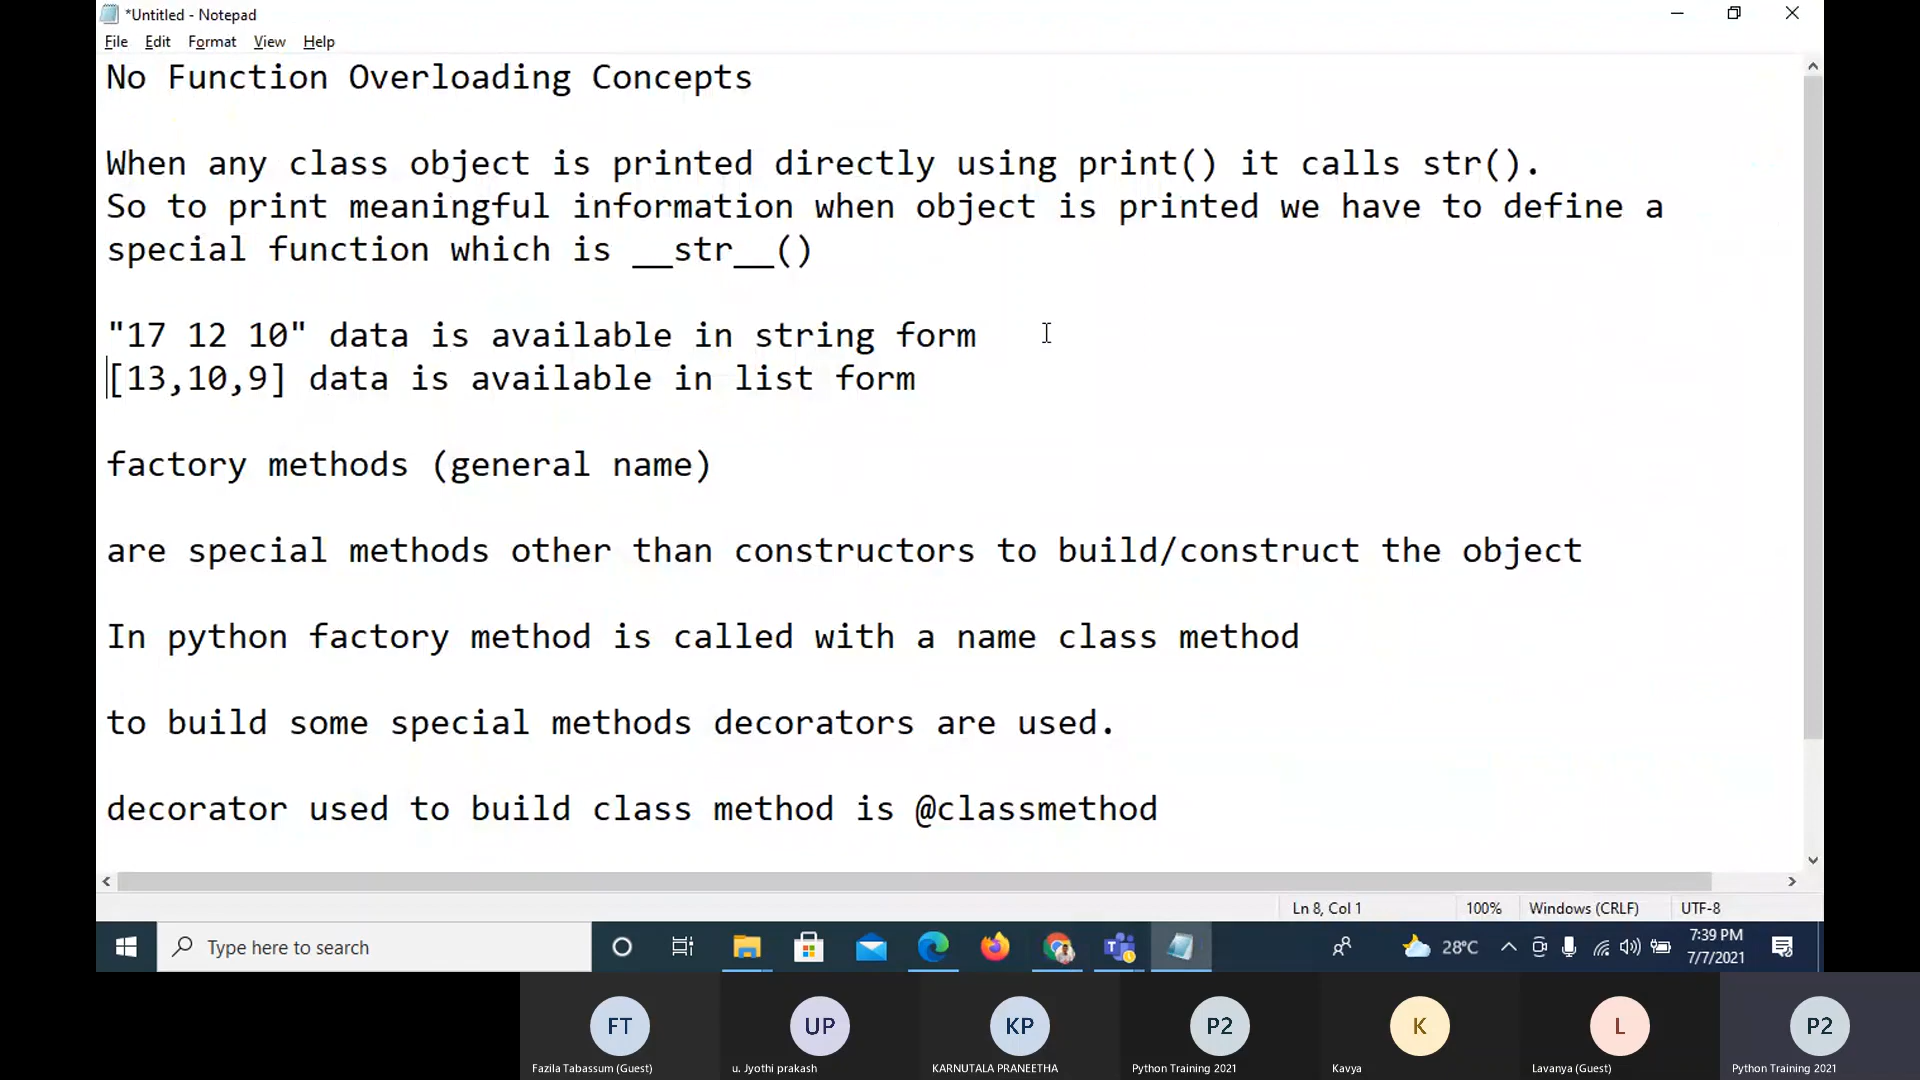 *Untitled - Notepad
File Edit Format View Help
No Function Overloading Concepts
When any class object is printed directly using print() it calls str().
So to print meaningful information when object is printed we have to define a
special function which is __str__()
"17 12 10" data is available in string form
[13,10,9] data is available in list form
factory methods (general name)
are special methods other than constructors to build/construct the object
In python factory method is called with a name class method
to build some special methods decorators are used.
decorator used to build class method is @classmethod
Ln 8, Col 1 100% Windows (CRLF) UTF-8
Type here to search
28°C
7:39 PM
7/7/2021
FT UP KP P2 K L P2
Fazila Tabassum (Guest) u. Jyothi prakash KARNUTALA PRANEETHA Python Training 2021 Kavya Lavanya (Guest) Python Training 2021